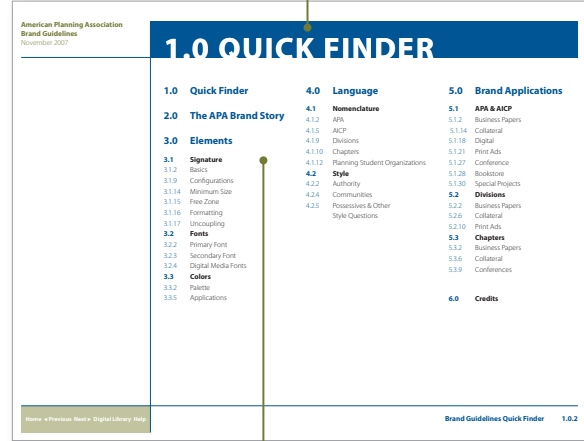 American Planning Association
Brand Guidelines
November 2007
1.0 QUICK FINDER
1.0 Quick Finder
2.0 The APA Brand Story
3.0 Elements
3.1 Signature
3.1.2 Basics
3.1.9 Configurations
3.1.14 Minimum Size
3.1.15 Free Zone
3.1.16 Formatting
3.1.17 Uncoupling
3.2 Fonts
3.2.2 Primary Font
3.2.3 Secondary Font
3.2.4 Digital Media Fonts
3.3 Colors
3.3.2 Palette
3.3.5 Applications
4.0 Language
4.1 Nomenclature
4.1.2 APA
4.1.5 AICP
4.1.9 Divisions
4.1.10 Chapters
4.1.12 Planning Student Organizations
4.2 Style
4.2.2 Authority
4.2.4 Communities
4.2.5 Possessives & Other
Style Questions
5.0 Brand Applications
5.1 APA & AICP
5.1.2 Business Papers
5.1.14 Collateral
5.1.18 Digital
5.1.21 Print Ads
5.1.27 Conference
5.1.28 Bookstore
5.1.30 Special Projects
5.2 Divisions
5.2.2 Business Papers
5.2.6 Collateral
5.2.10 Print Ads
5.3 Chapters
5.3.2 Business Papers
5.3.6 Collateral
5.3.9 Conferences
6.0 Credits
Home ◂Previous Next▸ Digital Library Help
Brand Guidelines Quick Finder 1.0.2